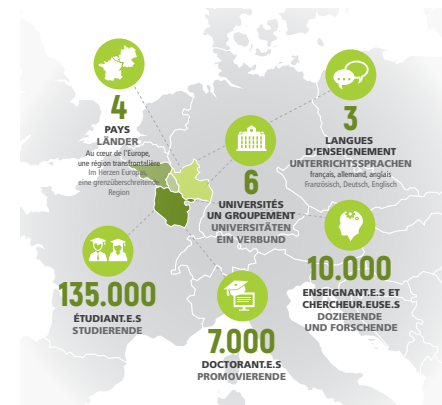 4
PAYS
LÄNDER
Au cœur de l'Europe,
une région transfrontalière
Im Herzen Europas,
eine grenzüberschreitende
Region
3
LANGUES
D'ENSEIGNEMENT
UNTERRICHTSSPRACHEN
français, allemand, anglais
Französisch, Deutsch, Englisch
6
UNIVERSITÉS
UN GROUPEMENT
UNIVERSITÄTEN
EIN VERBUND
135.000
ÉTUDIANT.E.S
STUDIERENDE
10.000
ENSEIGNANT.E.S ET
CHERCHEUR.EUSE.S
DOZIERENDE
UND FORSCHENDE
7.000
DOCTORANT.E.S
PROMOVIERENDE